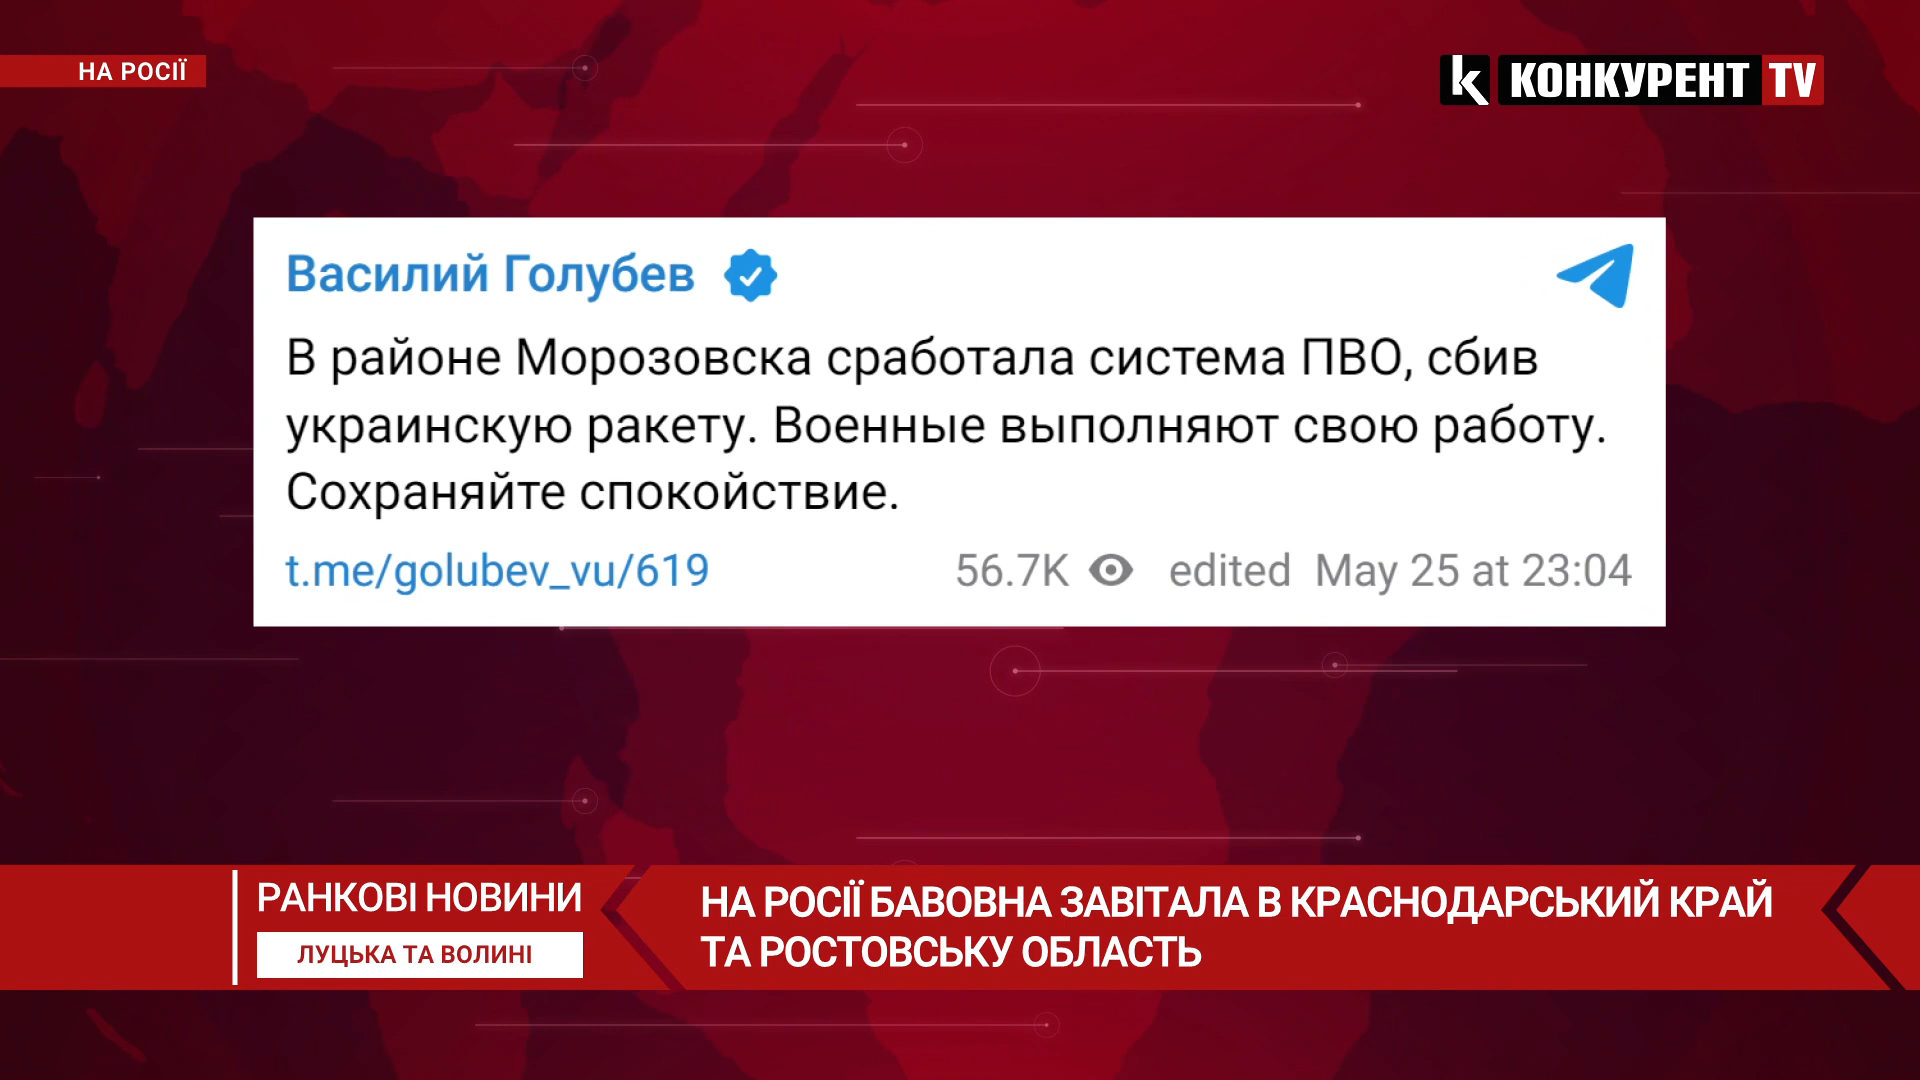 НА РОСІЇ
k КОНКУРЕНТ TV
Василий Голубев
В районе Морозовска сработала система ПВО, сбив
украинскую ракету. Военные выполняют свою работу.
Сохраняйте спокойствие.
t.me/golubev_vu/619 56.7K edited May 25 at 23:04
РАНКОВІ НОВИНИ
ЛУЦЬКА ТА ВОЛИНІ
НА РОСІЇ БАВОВНА ЗАВІТАЛА В КРАСНОДАРСЬКИЙ КРАЙ
ТА РОСТОВСЬКУ ОБЛАСТЬ